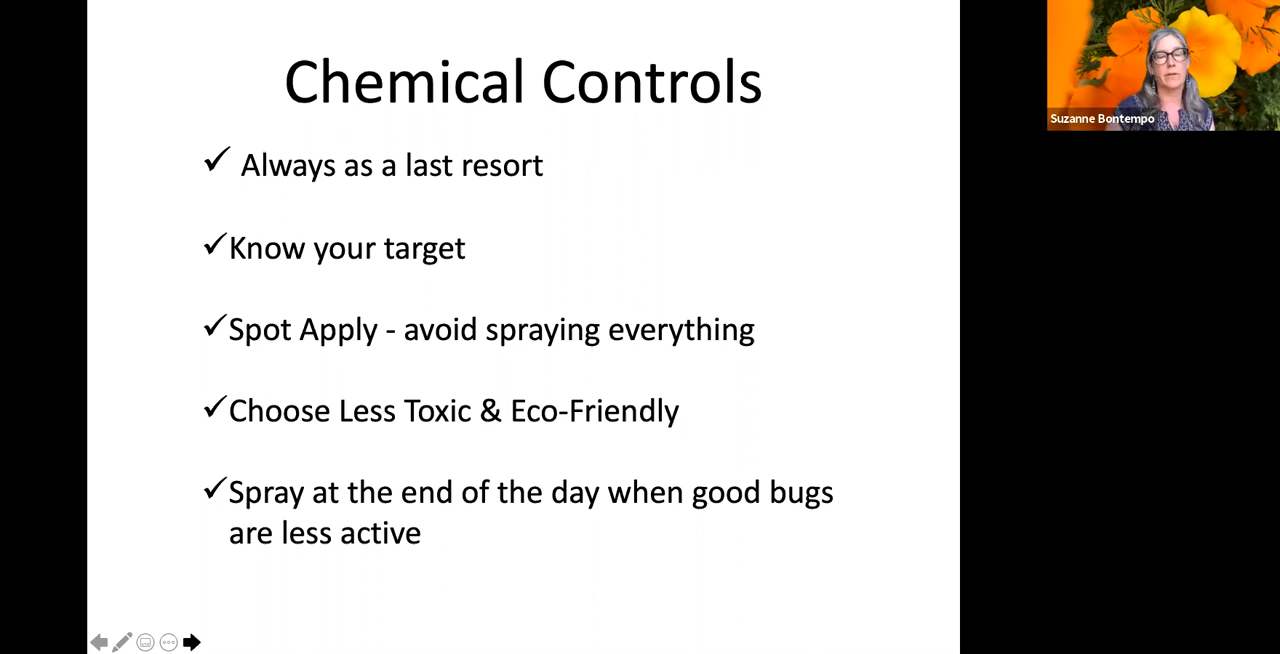 Chemical Controls
✓ Always as a last resort
✓Know your target
✓Spot Apply - avoid spraying everything
✓Choose Less Toxic & Eco-Friendly
✓Spray at the end of the day when good bugs
are less active
Suzanne Bontempo